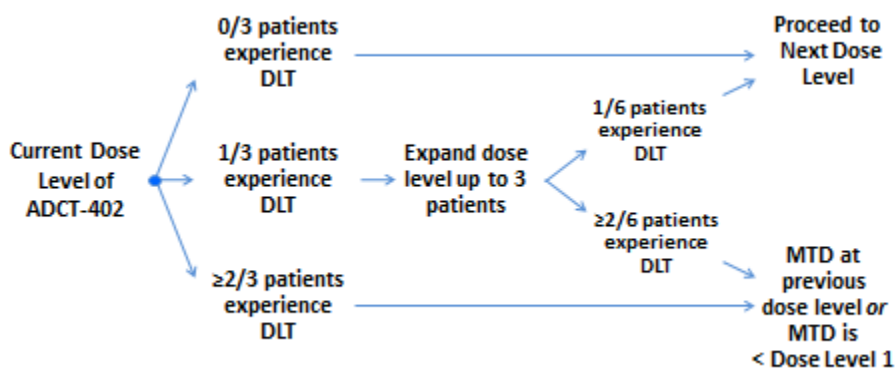 0/3 patients
experience
DLT
Proceed to
Next Dose
Level
1/6 patients
experience
DLT
Current Dose
Level of
ADCT-402
1/3 patients
experience
DLT
Expand dose
level up to 3
patients
≥2/6 patients
experience
DLT
≥2/3 patients
experience
DLT
MTD at
previous
dose level or
MTD is
< Dose Level 1